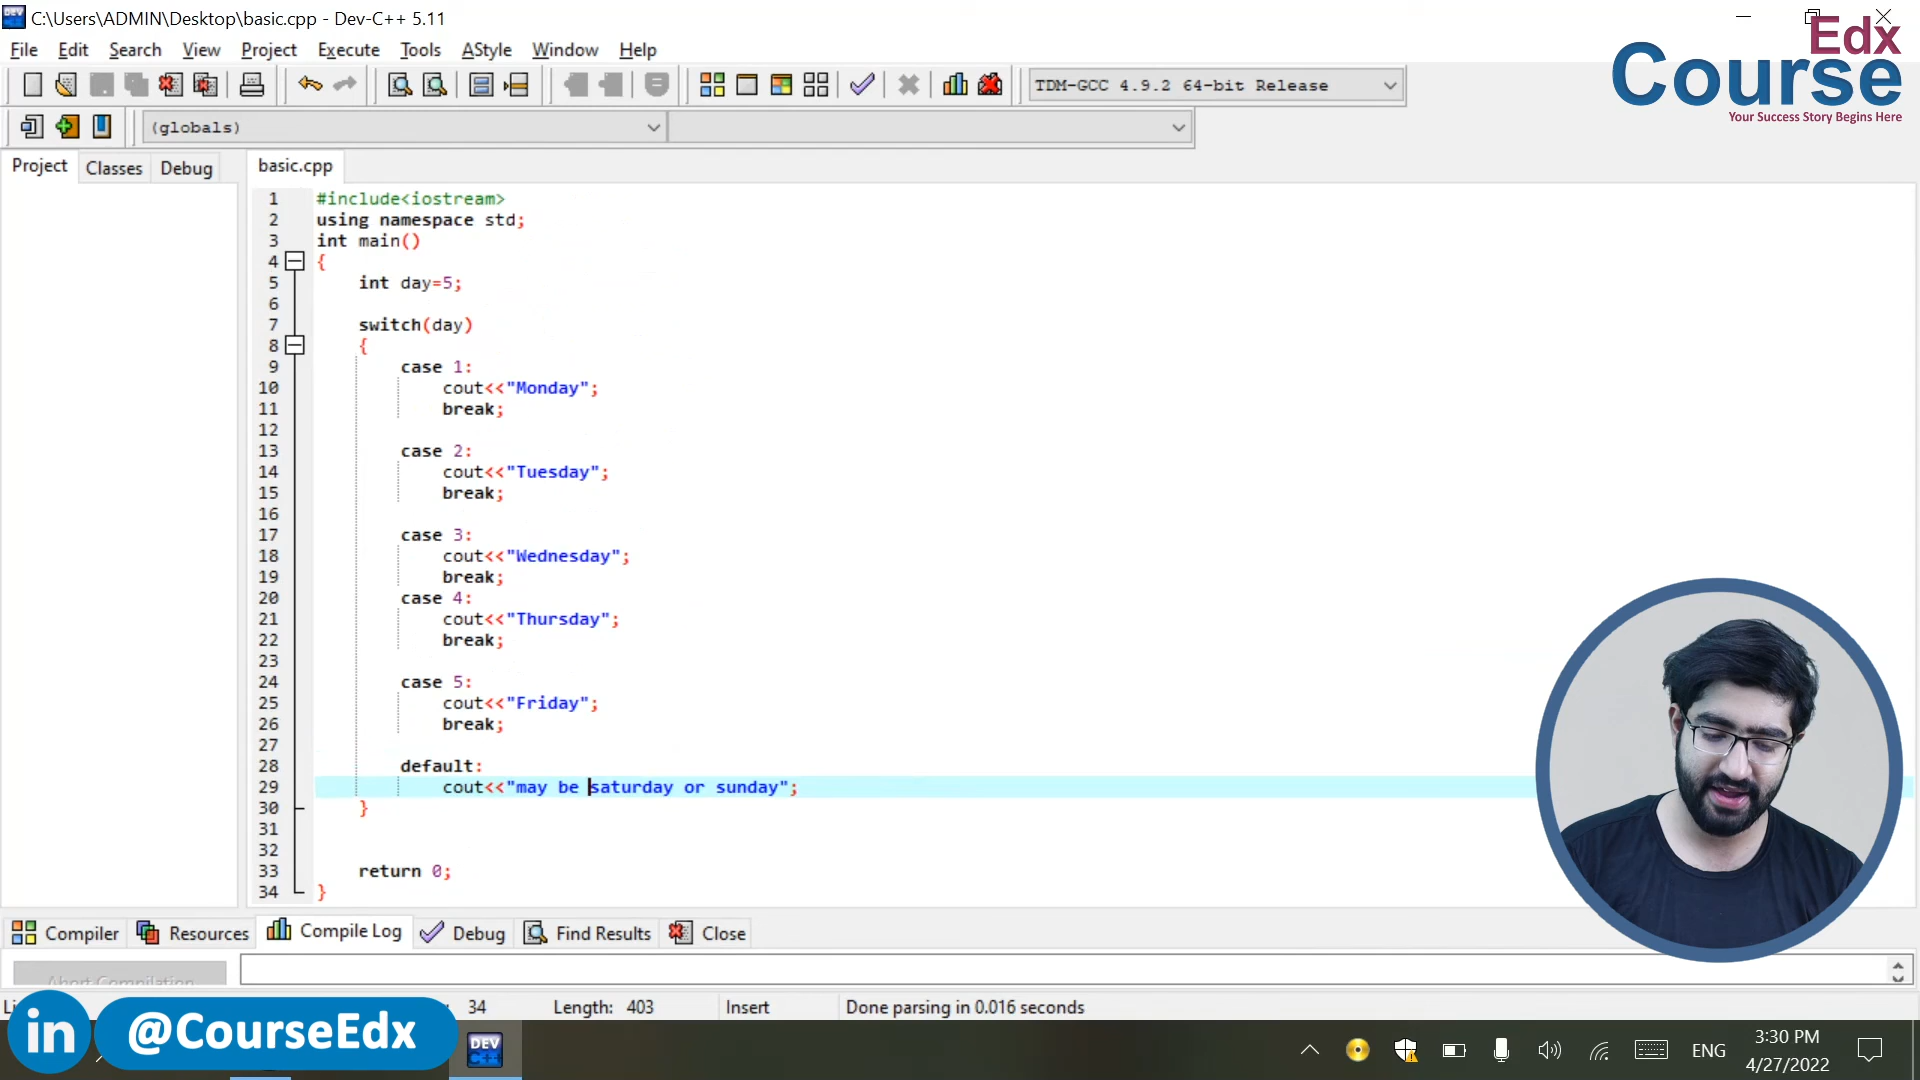 C:\Users\ADMIN\Desktop\basic.cpp - Dev-C++ 5.11
File Edit Search View Project Execute Tools AStyle Window Help
Edx
Course
Your Success Story Begins Here
TDM-GCC 4.9.2 64-bit Release
(globals)
Project Classes Debug basic.cpp
1 #include<iostream>
2 using namespace std;
3 int main()
4 {
5 int day=5;
6
7 switch(day)
8 {
9 case 1:
10 cout<<"Monday";
11 break;
12
13 case 2:
14 cout<<"Tuesday";
15 break;
16
17 case 3:
18 cout<<"Wednesday";
19 break;
20 case 4:
21 cout<<"Thursday";
22 break;
23
24 case 5:
25 cout<<"Friday";
26 break;
27
28 default:
29 cout<<"may be saturday or sunday";
30 }
31
32
33 return 0;
34 }
Compiler Resources Compile Log Debug Find Results Close
Abort Compilation
34 Length: 403 Insert Done parsing in 0.016 seconds
in @CourseEdx
DEV C++
ENG
3:30 PM
4/27/2022